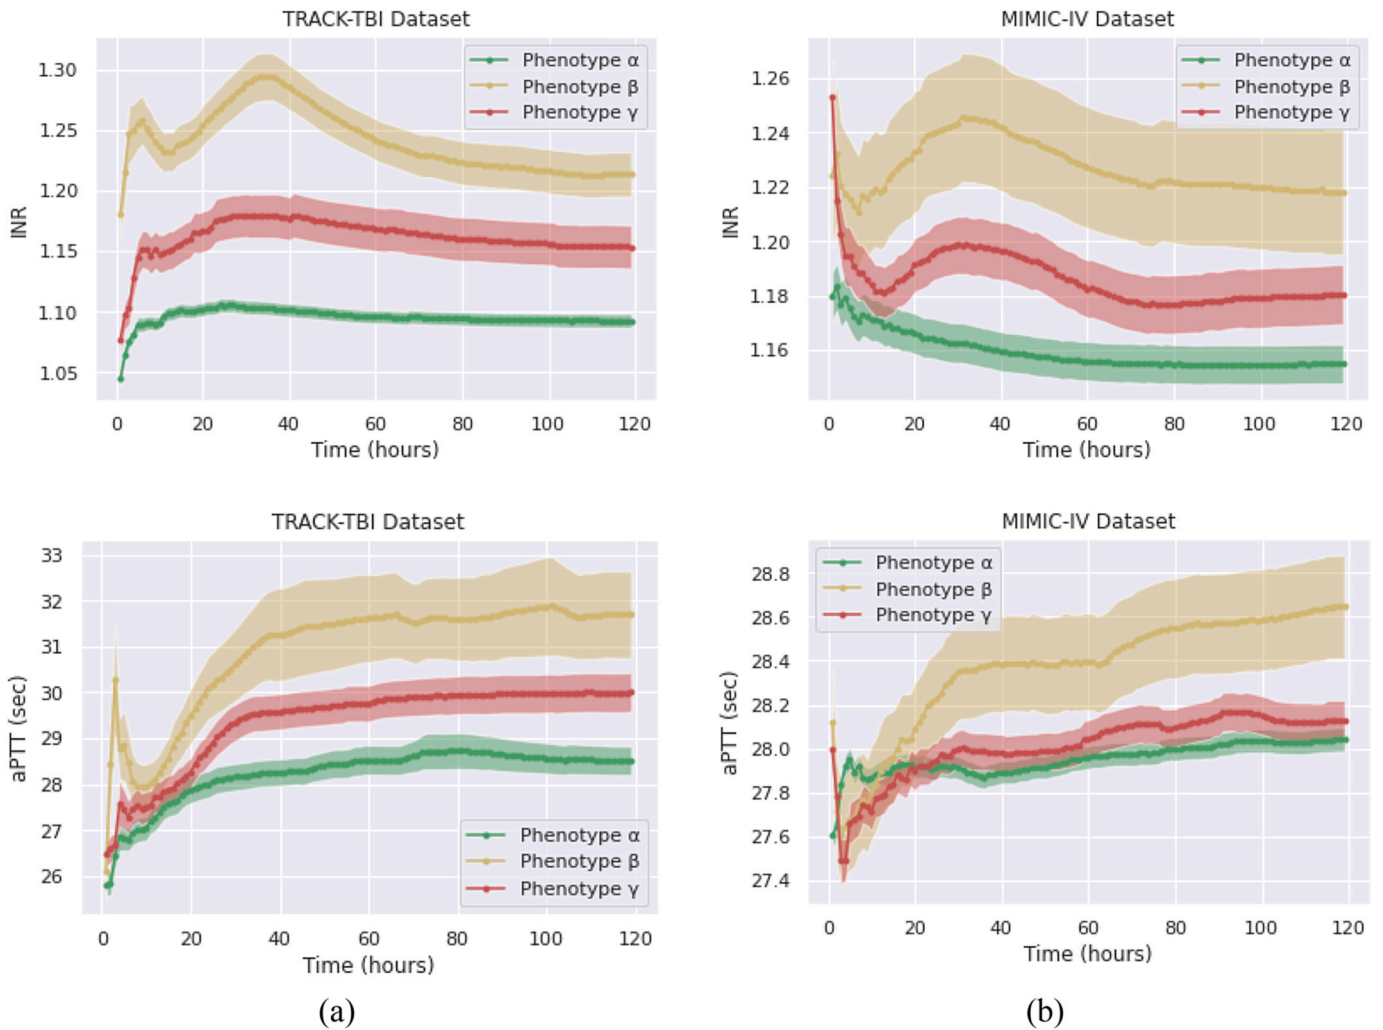 TRACK-TBI Dataset
1.30
1.25
1.20
1.15
1.10
1.05
INR
Phenotype α
Phenotype β
Phenotype γ
0 20 40 60 80 100 120
Time (hours)
MIMIC-IV Dataset
1.26
1.24
1.22
1.20
1.18
1.16
INR
Phenotype α
Phenotype β
Phenotype γ
0 20 40 60 80 100 120
Time (hours)
TRACK-TBI Dataset
33
32
31
30
29
28
27
26
aPTT (sec)
Phenotype α
Phenotype β
Phenotype γ
0 20 40 60 80 100 120
Time (hours)
(a)
MIMIC-IV Dataset
28.8
28.6
28.4
28.2
28.0
27.8
27.6
27.4
aPTT (sec)
Phenotype α
Phenotype β
Phenotype γ
0 20 40 60 80 100 120
Time (hours)
(b)